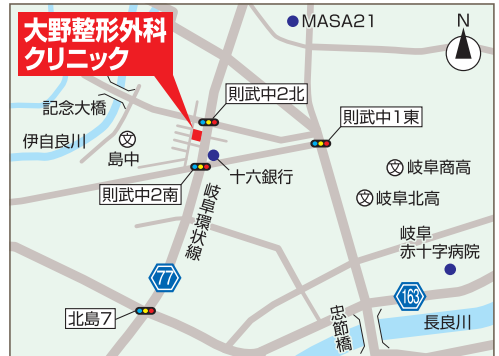 大野整形外科
クリニック
MASA21
N
則武中2北
記念大橋
則武中1東
伊自良川
文
島中
十六銀行
文
岐阜商高
則武中2南
文
岐阜北高
岐阜環状線
岐阜
赤十字病院
77
163
北島7
忠節橋
長良川